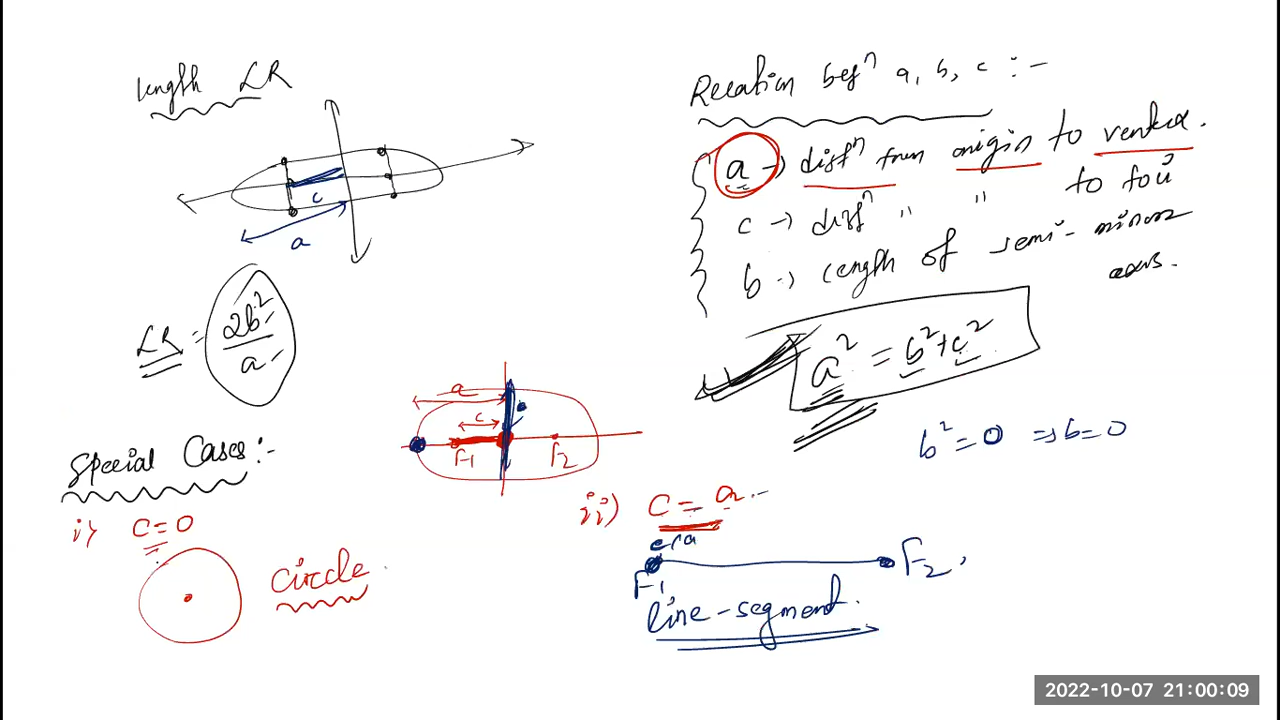 length LR
c
a
LR = 2b²/a
Special Cases:-
i) c=0
circle
a
c
F1
F2
Relation betn a, b, c :-
a → distn from origin to vertex.
c → distn " " to foci
b → length of semi-minor
axis.
a² = b²+c²
b²=0 ⇒ b=0
ii) c = a.-
c=a
F1
F2
line-segment.
2022-10-07 21:00:09